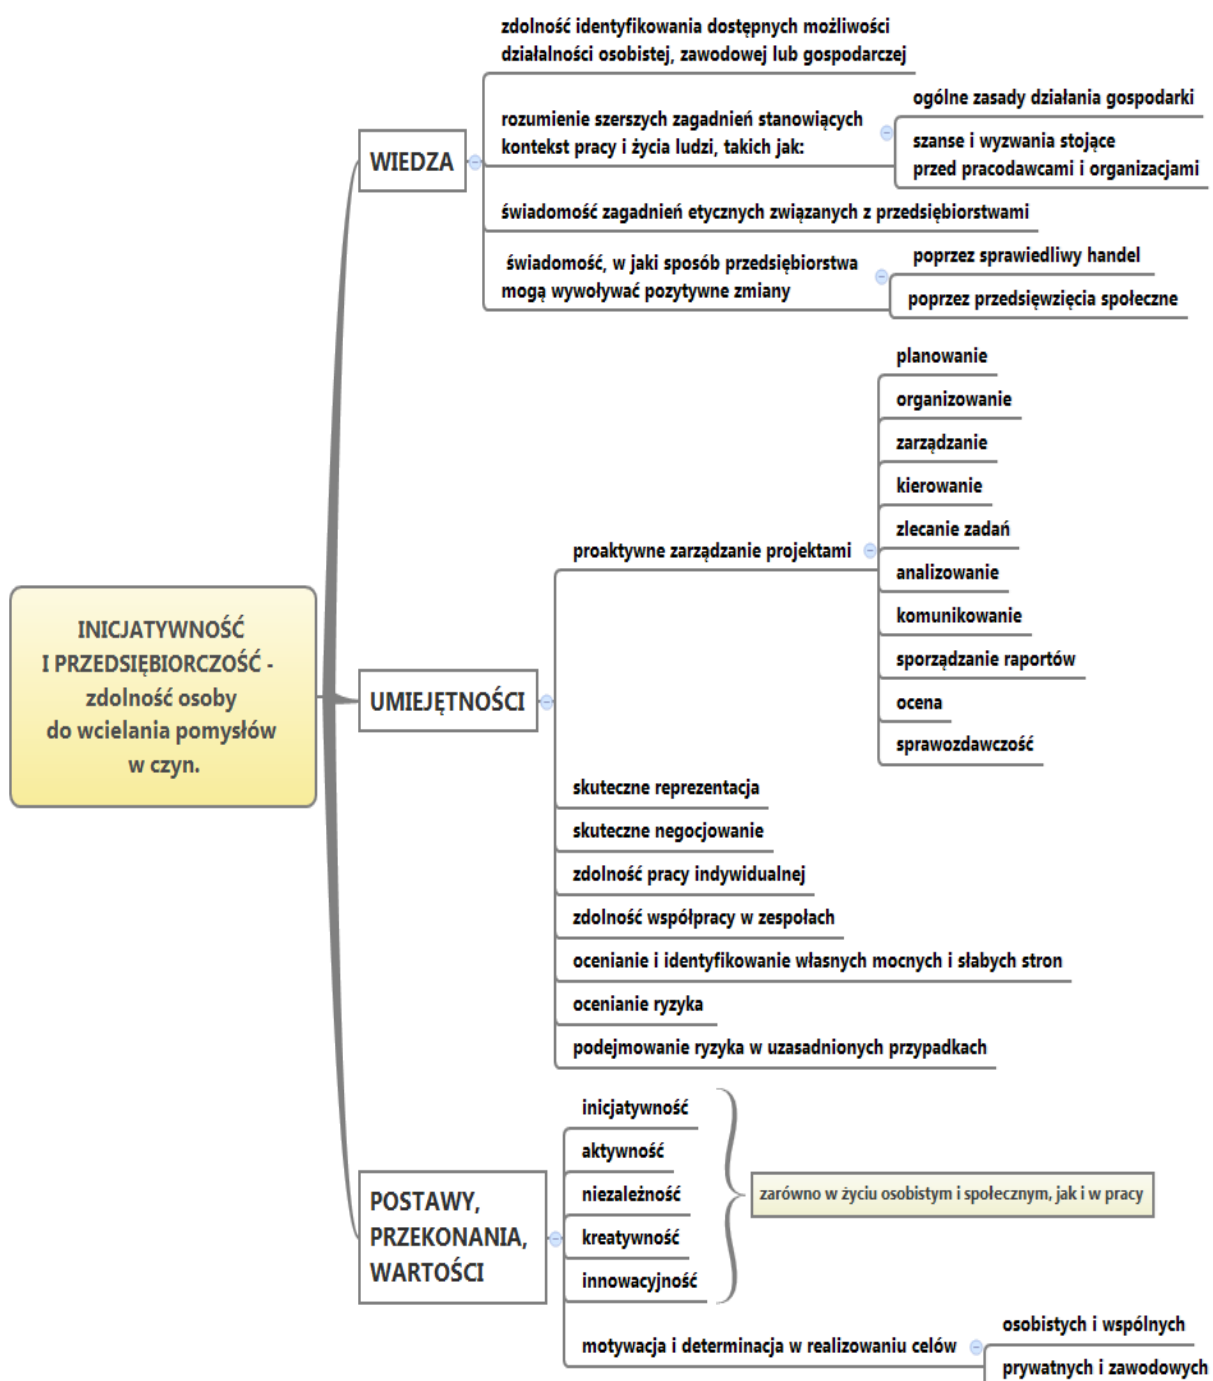 INICJATYWNOŚĆ
I PRZEDSIĘBIORCZOŚĆ -
zdolność osoby
do wcielania pomysłów
w czyn.
WIEDZA
zdolność identyfikowania dostępnych możliwości
działalności osobistej, zawodowej lub gospodarczej
rozumienie szerszych zagadnień stanowiących
kontekst pracy i życia ludzi, takich jak:
ogólne zasady działania gospodarki
szanse i wyzwania stojące
przed pracodawcami i organizacjami
świadomość zagadnień etycznych związanych z przedsiębiorstwami
świadomość, w jaki sposób przedsiębiorstwa
mogą wywoływać pozytywne zmiany
poprzez sprawiedliwy handel
poprzez przedsięwzięcia społeczne
UMIEJĘTNOŚCI
proaktywne zarządzanie projektami
planowanie
organizowanie
zarządzanie
kierowanie
zlecanie zadań
analizowanie
komunikowanie
sporządzanie raportów
ocena
sprawozdawczość
skuteczne reprezentacja
skuteczne negocjowanie
zdolność pracy indywidualnej
zdolność współpracy w zespołach
ocenianie i identyfikowanie własnych mocnych i słabych stron
ocenianie ryzyka
podejmowanie ryzyka w uzasadnionych przypadkach
POSTAWY,
PRZEKONANIA,
WARTOŚCI
inicjatywność
aktywność
niezależność
kreatywność
innowacyjność
zarówno w życiu osobistym i społecznym, jak i w pracy
motywacja i determinacja w realizowaniu celów
osobistych i wspólnych
prywatnych i zawodowych